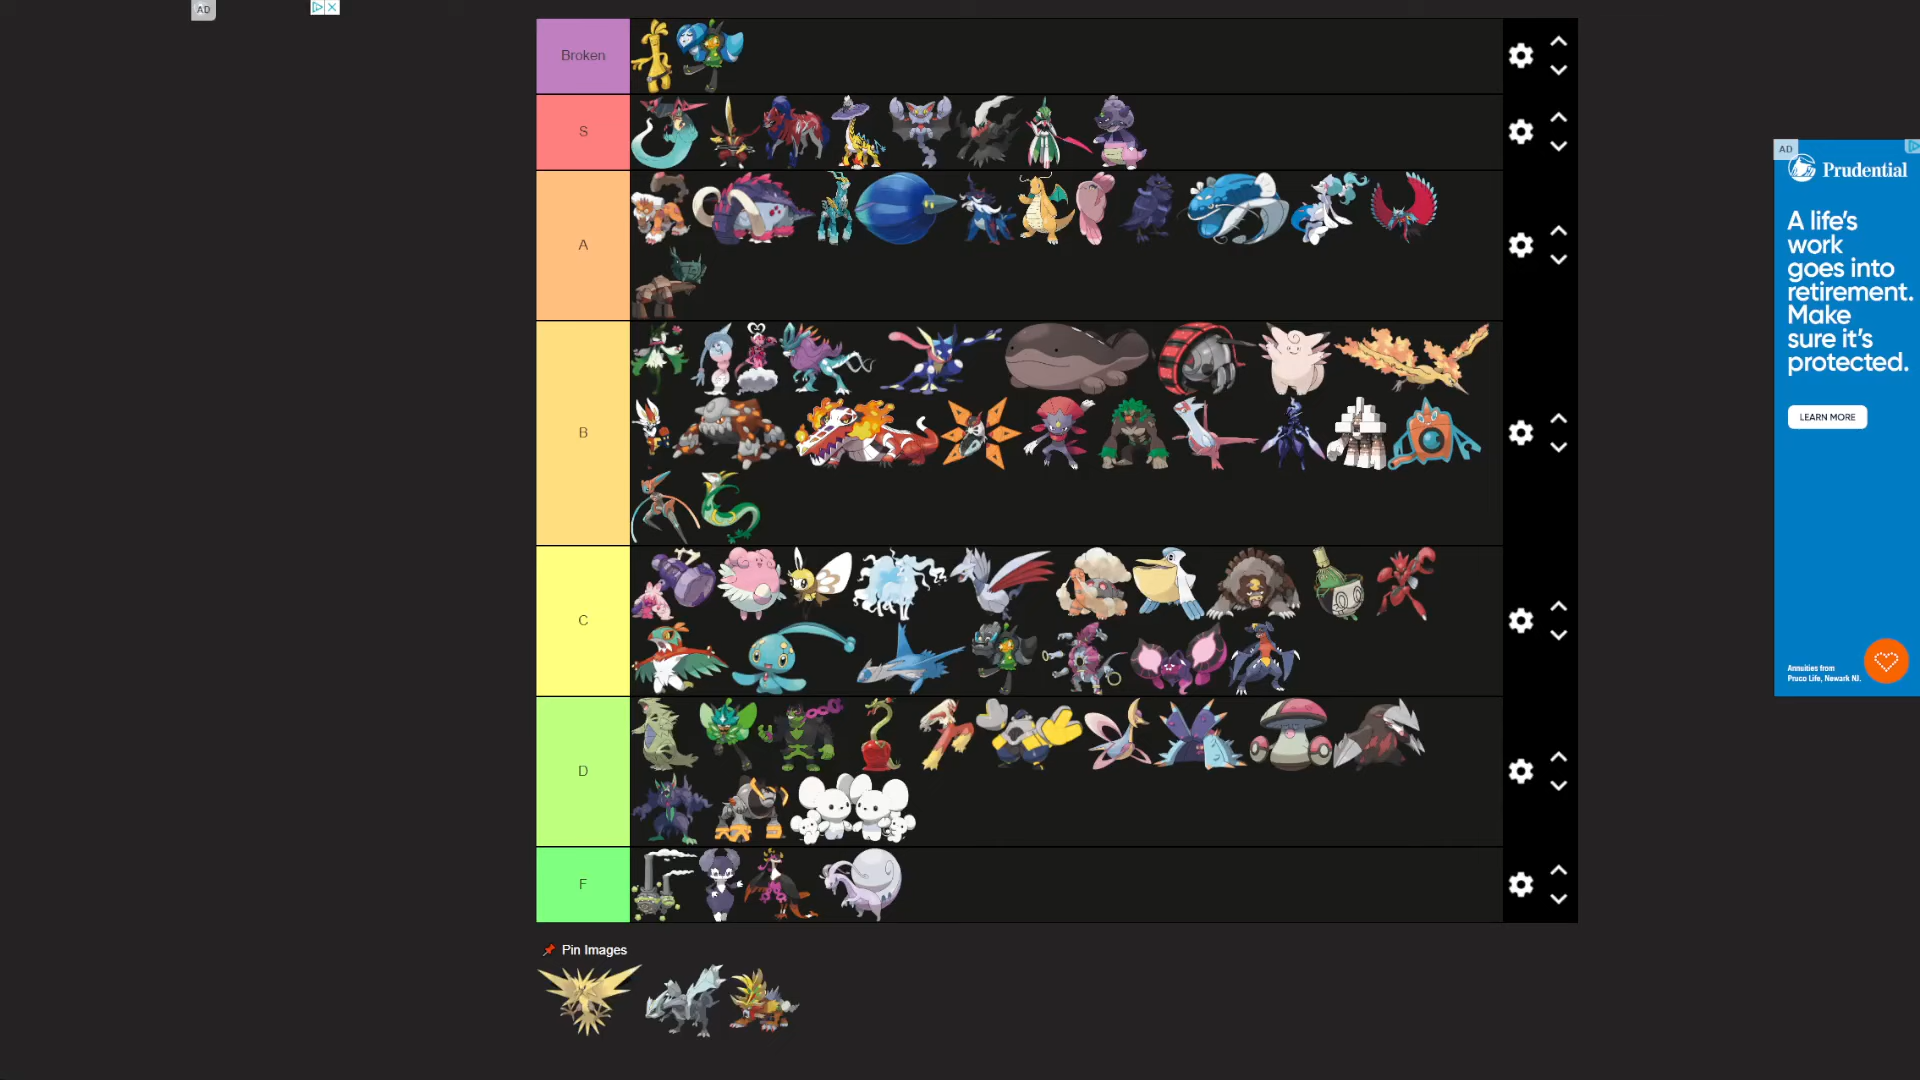 AD
Broken
S
A
B
C
D
F
Pin Images
AD
Prudential
A life's
work
goes into
retirement.
Make
sure it's
protected.
LEARN MORE
Annuities from
Pruco Life, Newark NJ.